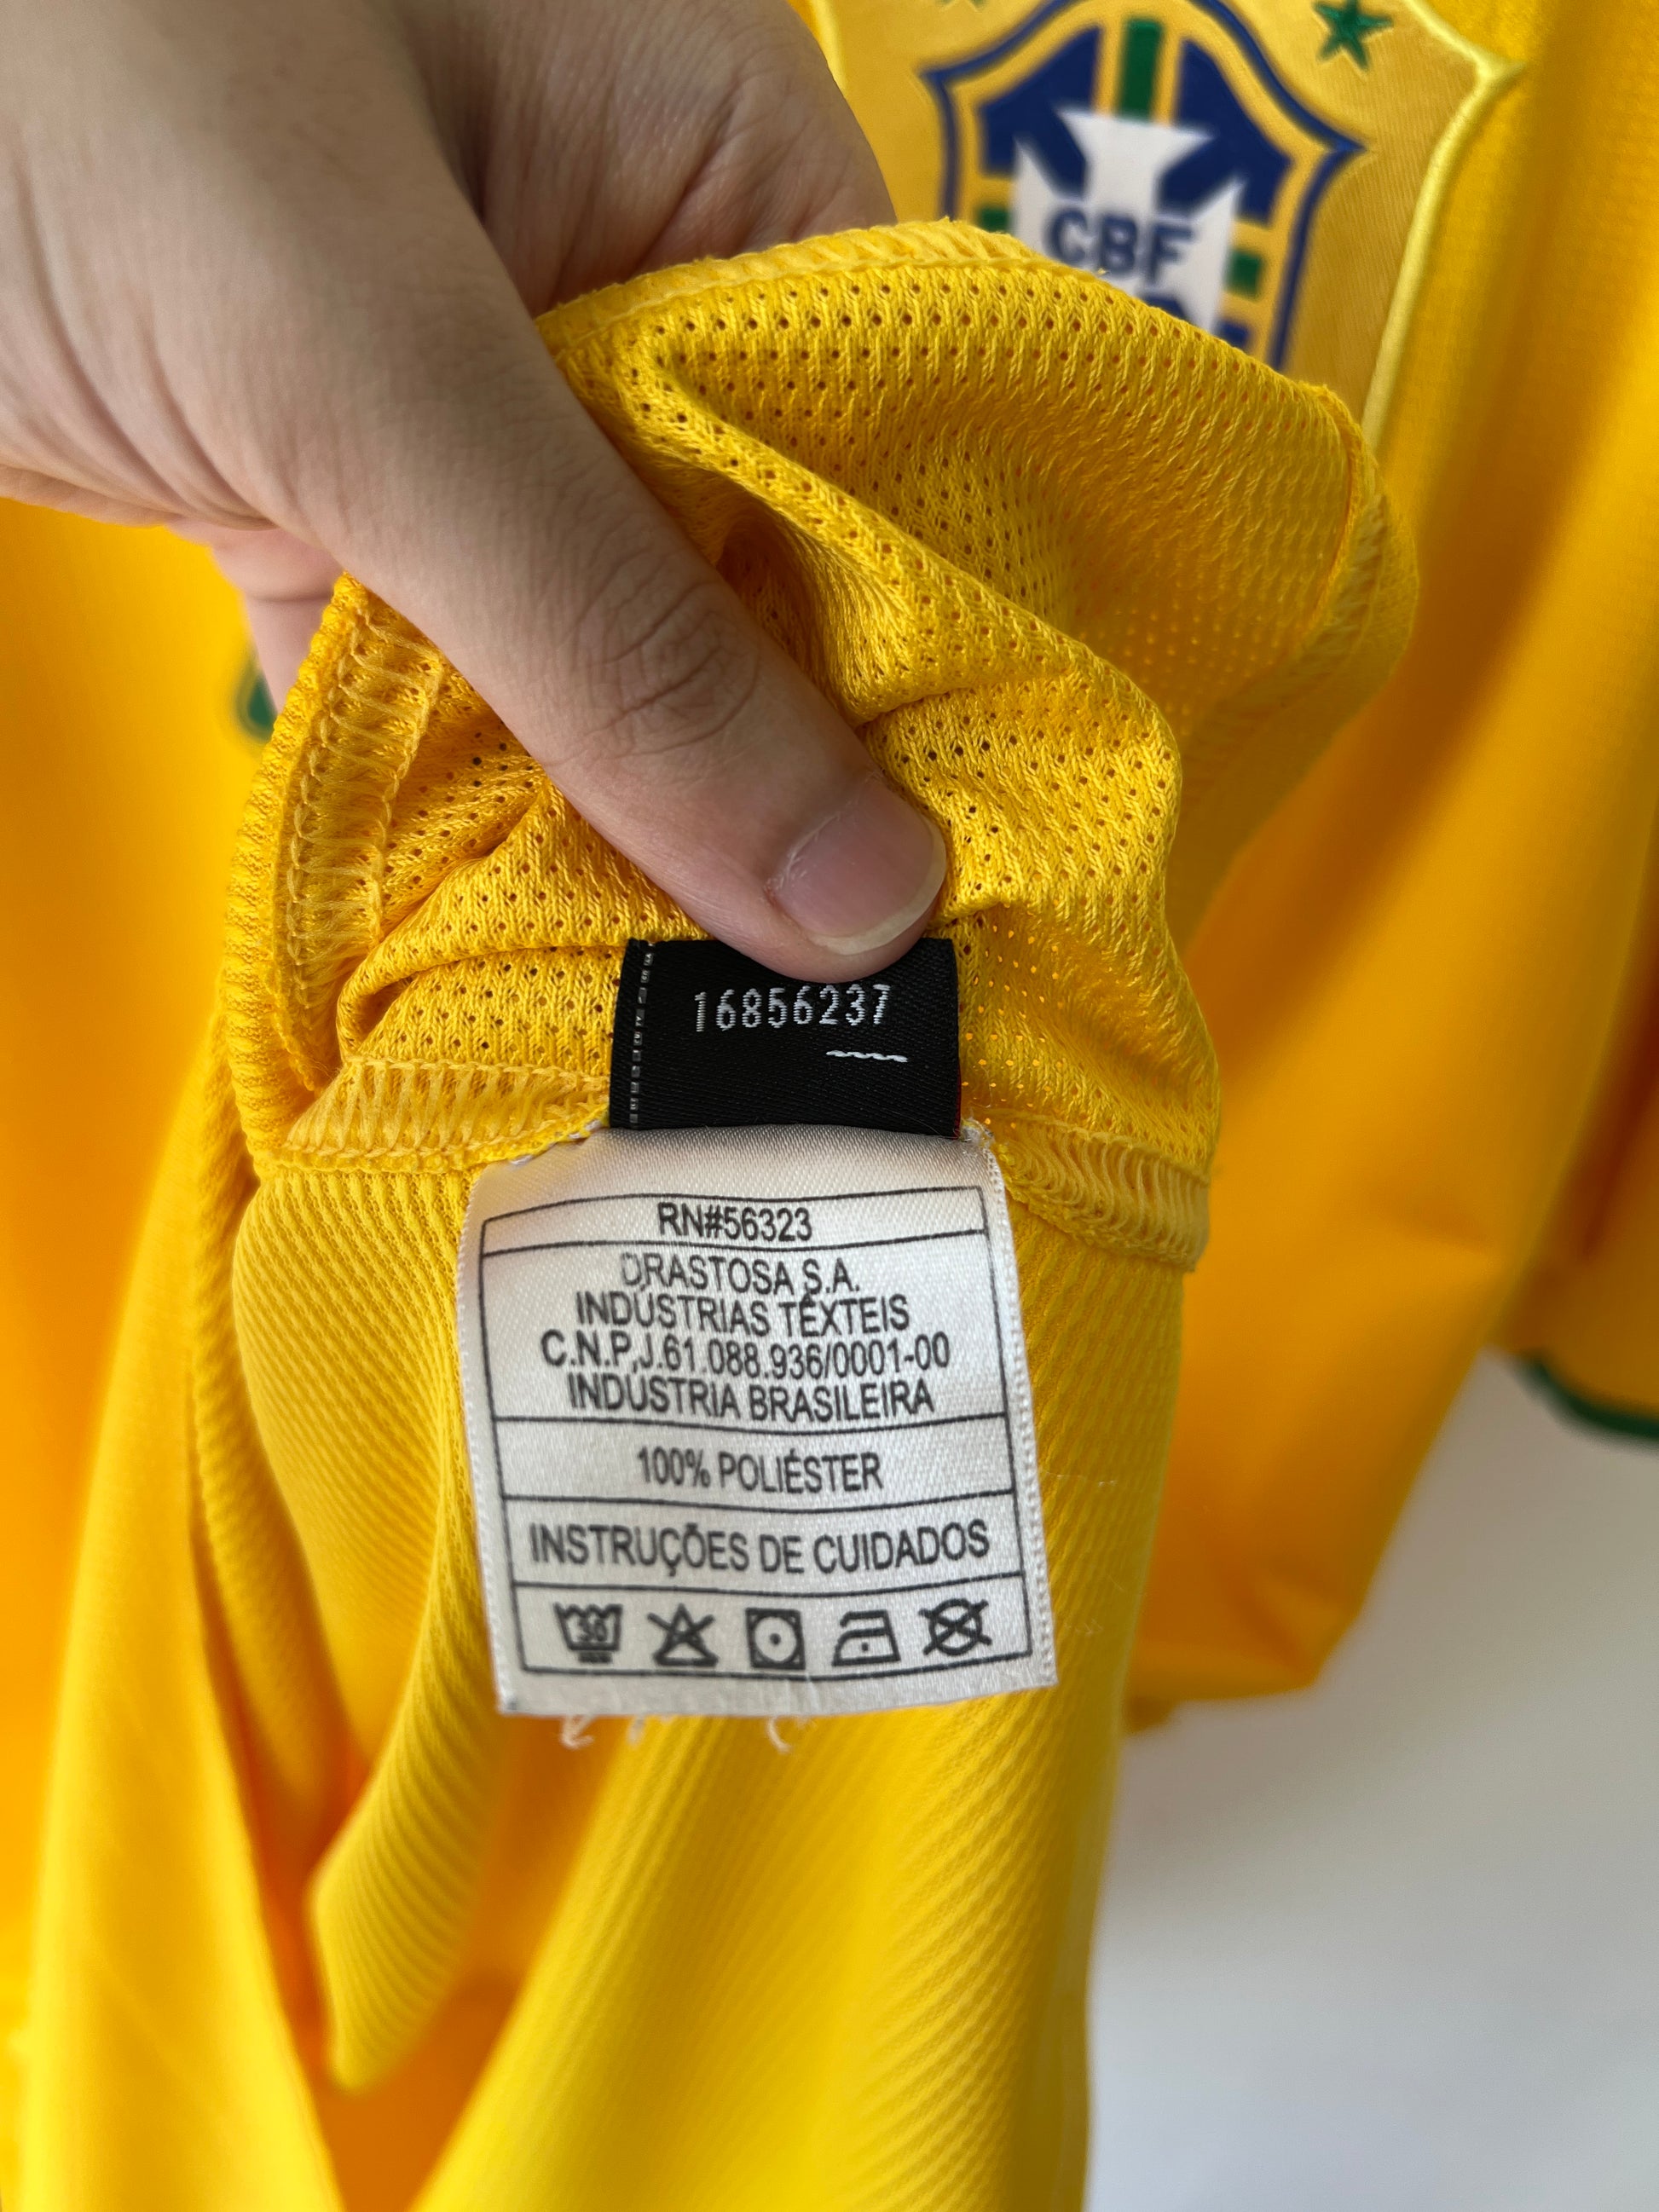 CBF
16856237
RN#56323
DRASTOSA S.A.
INDÚSTRIAS TÊXTEIS
C.N.P.J.61.088.936/0001-00
INDÚSTRIA BRASILEIRA
100% POLIÉSTER
INSTRUÇÕES DE CUIDADOS
30